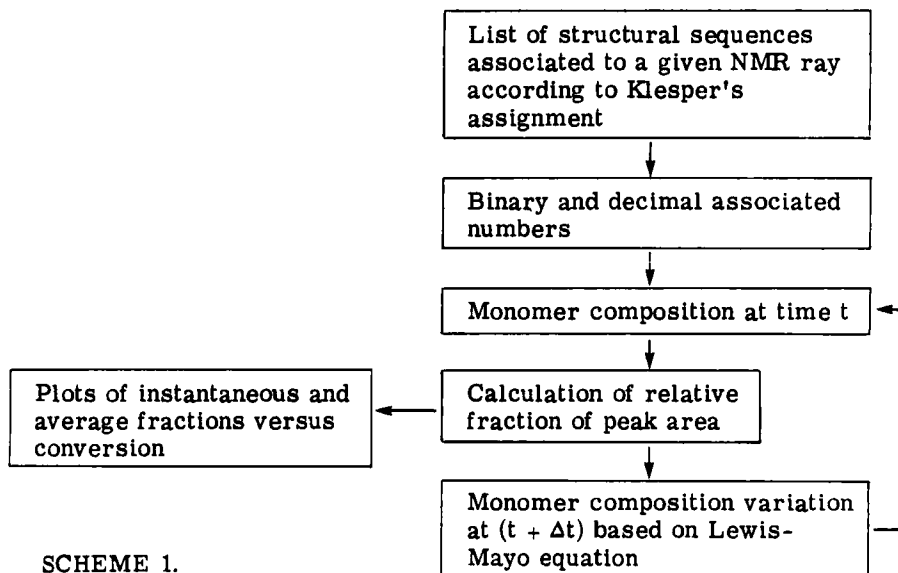 List of structural sequences
associated to a given NMR ray
according to Klesper's
assignment
Binary and decimal associated
numbers
Monomer composition at time t
Plots of instantaneous and
average fractions versus
conversion
Calculation of relative
fraction of peak area
Monomer composition variation
at (t + Δt) based on Lewis-
Mayo equation
SCHEME 1.